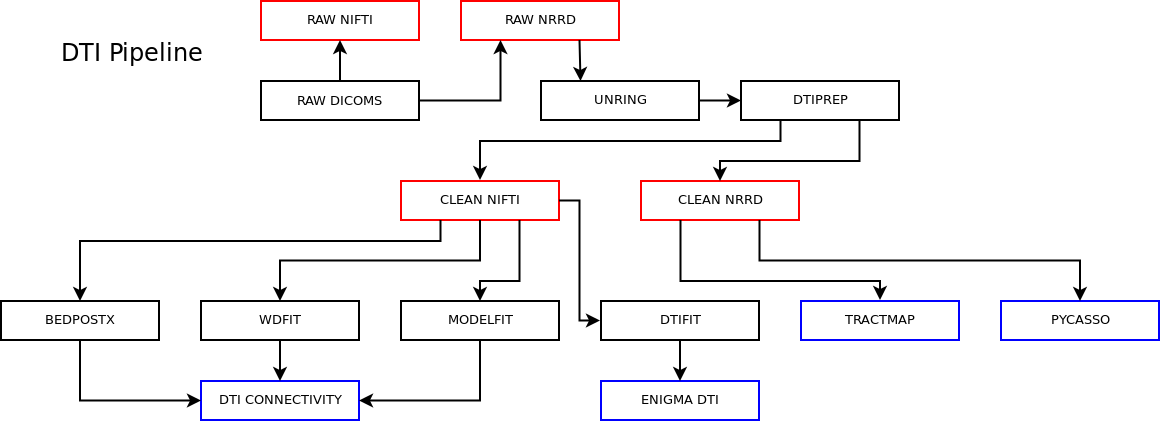 RAW NIFTI
RAW NRRD
DTI Pipeline
RAW DICOMS
UNRING
DTIPREP
CLEAN NIFTI
CLEAN NRRD
BEDPOSTX
WDFIT
MODELFIT
DTIFIT
TRACTMAP
PYCASSO
DTI CONNECTIVITY
ENIGMA DTI